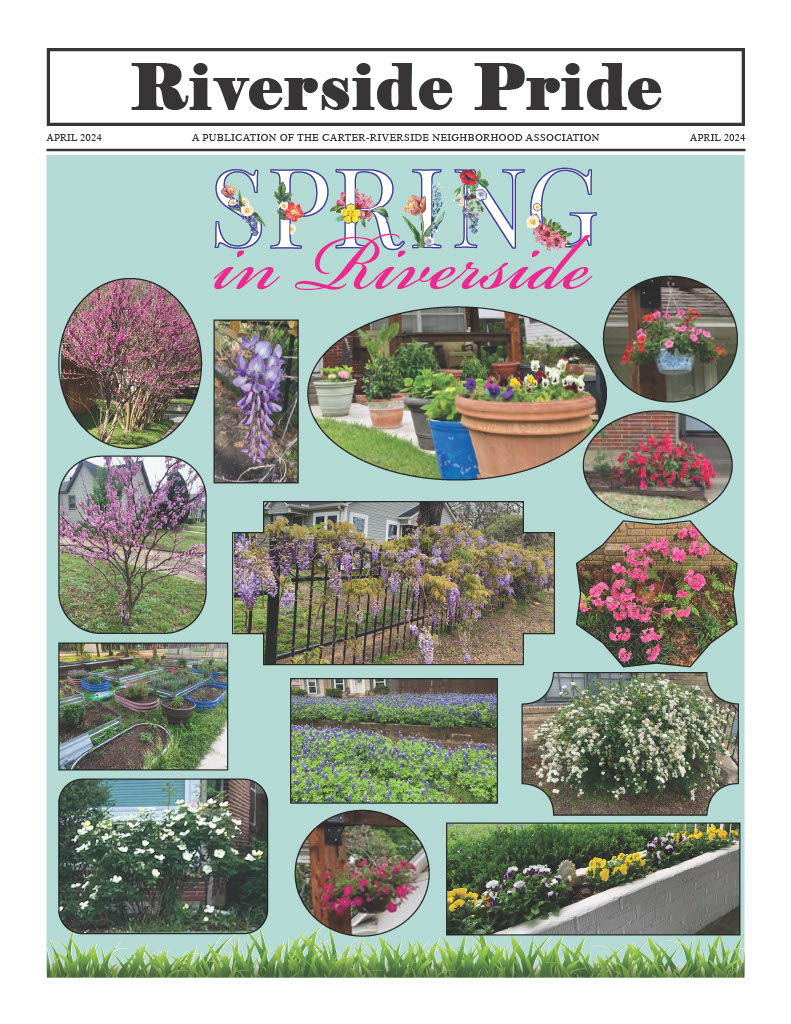 Riverside Pride
APRIL 2024 A PUBLICATION OF THE CARTER-RIVERSIDE NEIGHBORHOOD ASSOCIATION APRIL 2024
SPRING
in Riverside